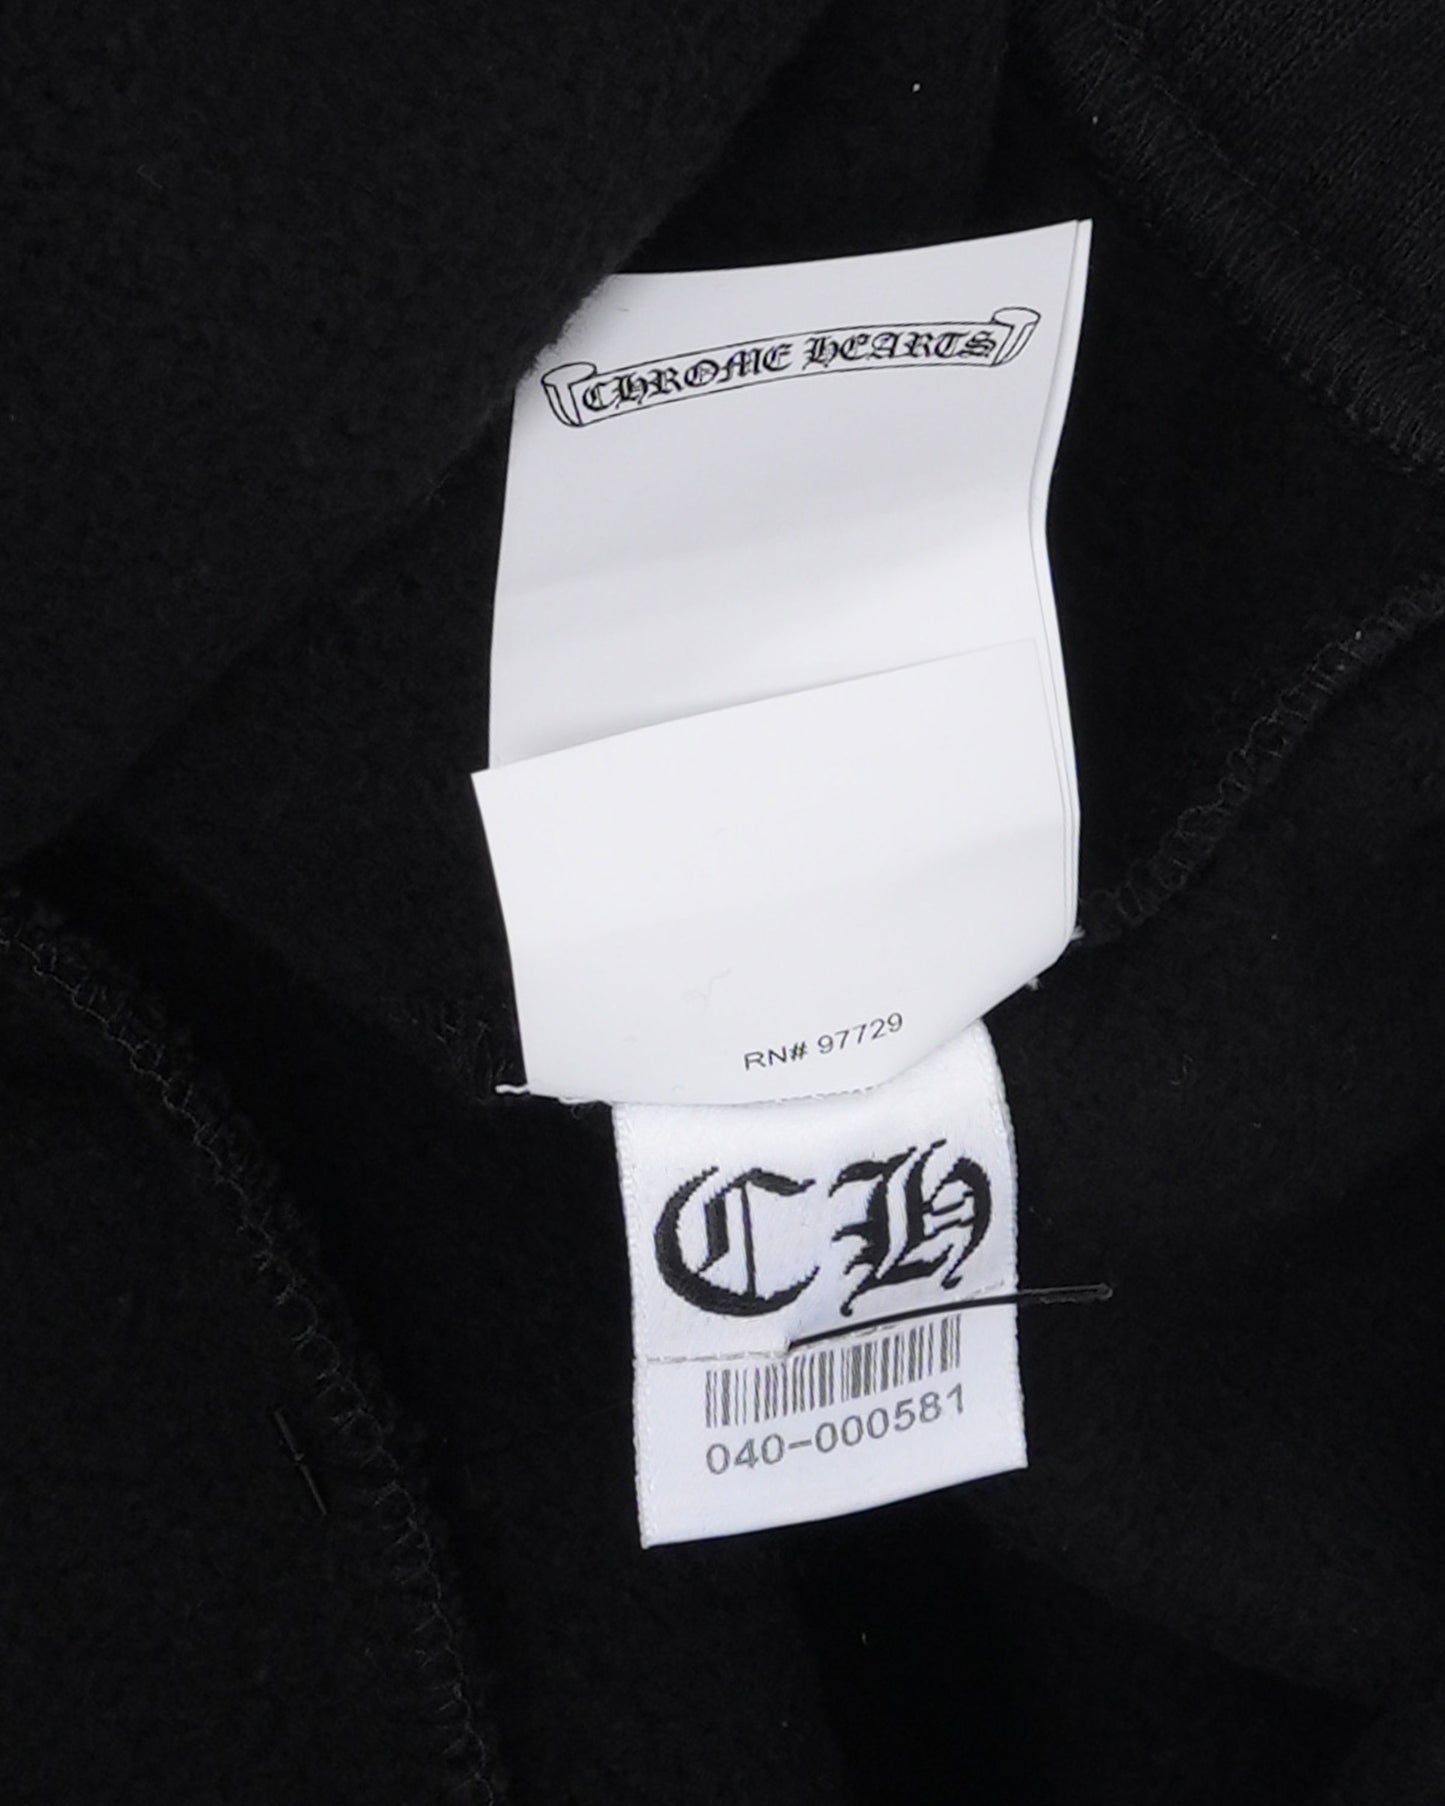 CHROME HEARTS
RN# 97729
CH
040-000581